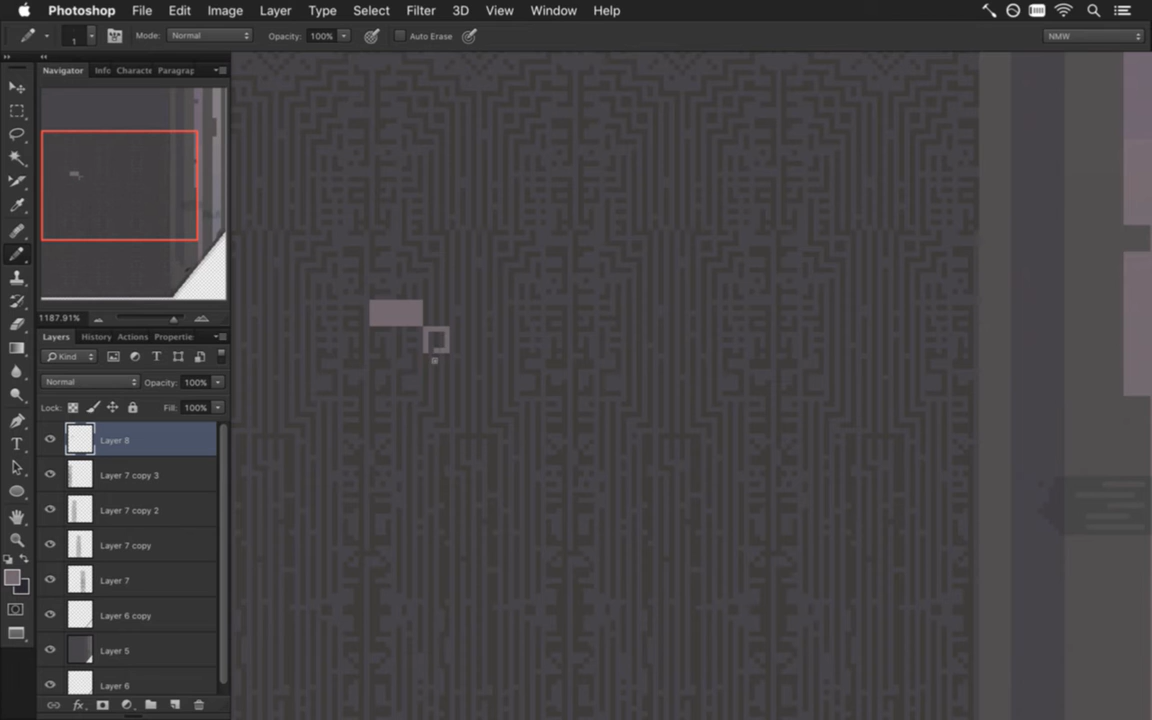 Photoshop File Edit Image Layer Type Select Filter 3D View Window Help
1 Mode: Normal Opacity: 100% Auto Erase NMW
Navigator Info Characte Paragrap
1187.91%
Layers History Actions Propertie
Kind
Normal Opacity: 100%
Lock: Fill: 100%
Layer 8
Layer 7 copy 3
Layer 7 copy 2
Layer 7 copy
Layer 7
Layer 6 copy
Layer 5
Layer 6
fx